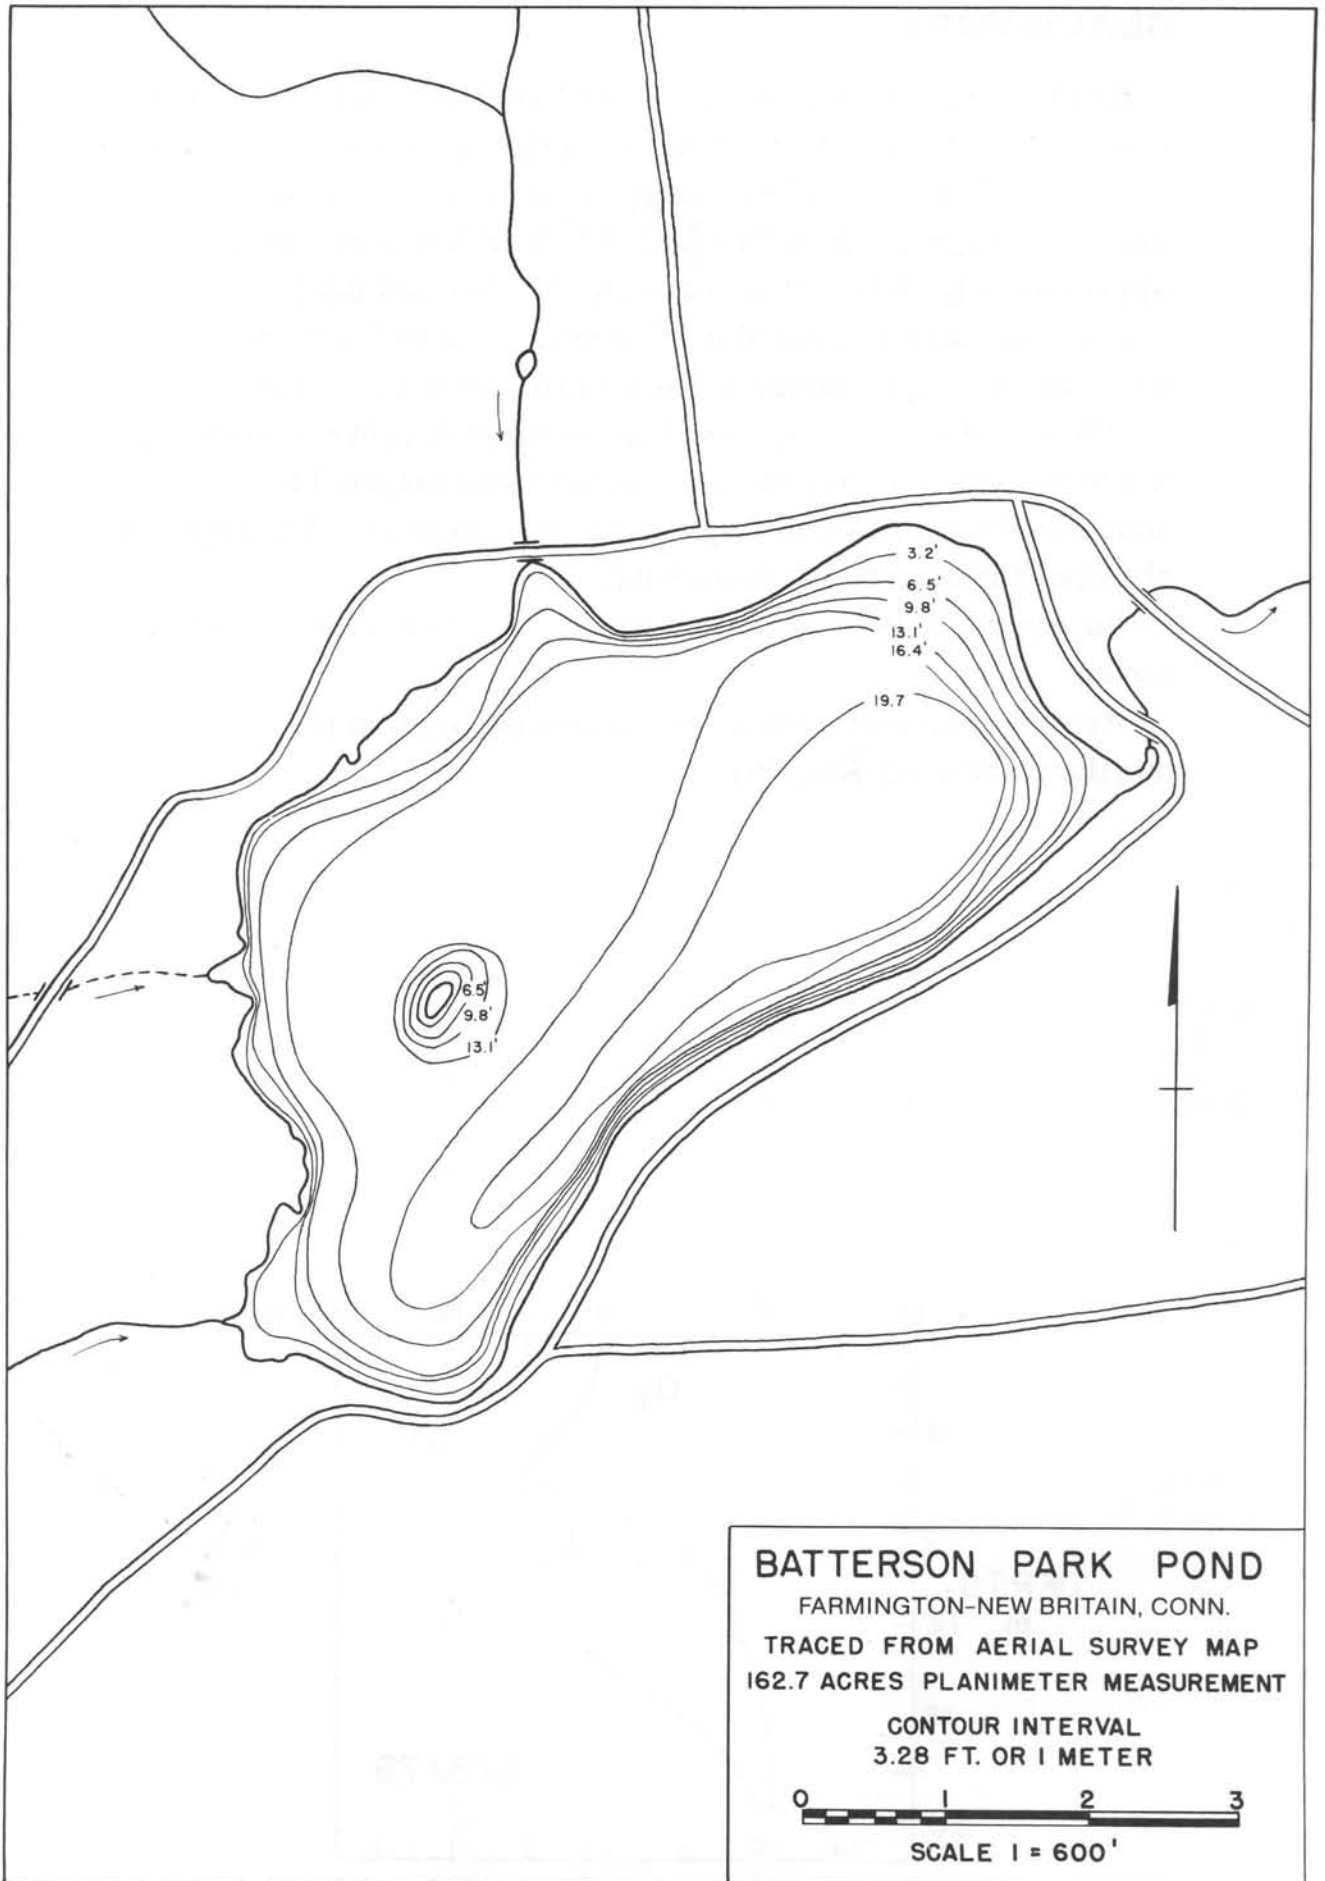 3.2'
6.5'
9.8'
13.1'
16.4'
19.7
6.5'
9.8'
13.1'
BATTERSON PARK POND
FARMINGTON-NEW BRITAIN, CONN.
TRACED FROM AERIAL SURVEY MAP
162.7 ACRES PLANIMETER MEASUREMENT
CONTOUR INTERVAL
3.28 FT. OR 1 METER
0 1 2 3
SCALE 1 = 600'